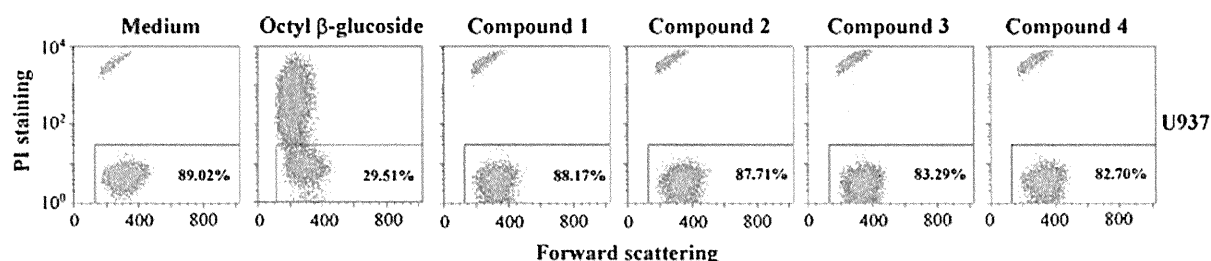 Medium Octyl β-glucoside Compound 1 Compound 2 Compound 3 Compound 4
PI staining
10⁴
10²
10⁰
89.02% 29.51% 88.17% 87.71% 83.29% 82.70%
U937
0 400 800 0 400 800 0 400 800 0 400 800 0 400 800 0 400 800
Forward scattering